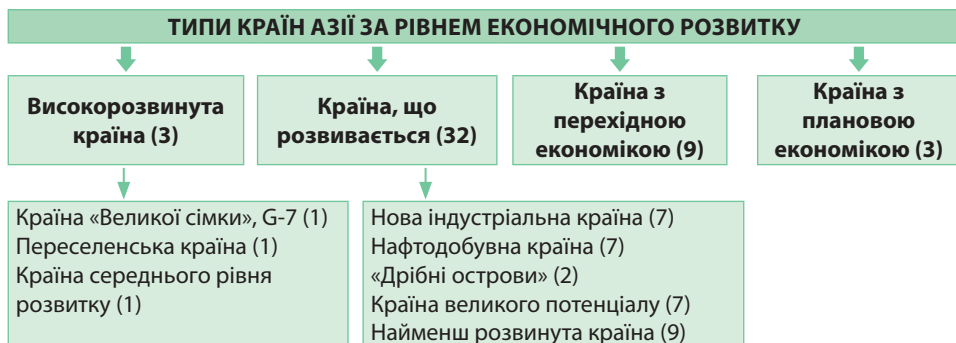 ТИПИ КРАЇН АЗІЇ ЗА РІВНЕМ ЕКОНОМІЧНОГО РОЗВИТКУ
Високорозвинута
країна (3)
Країна, що
розвивається (32)
Країна з
перехідною
економікою (9)
Країна з
плановою
економікою (3)
Країна «Великої сімки», G-7 (1)
Переселенська країна (1)
Країна середнього рівня
розвитку (1)
Нова індустріальна країна (7)
Нафтодобувна країна (7)
«Дрібні острови» (2)
Країна великого потенціалу (7)
Найменш розвинута країна (9)